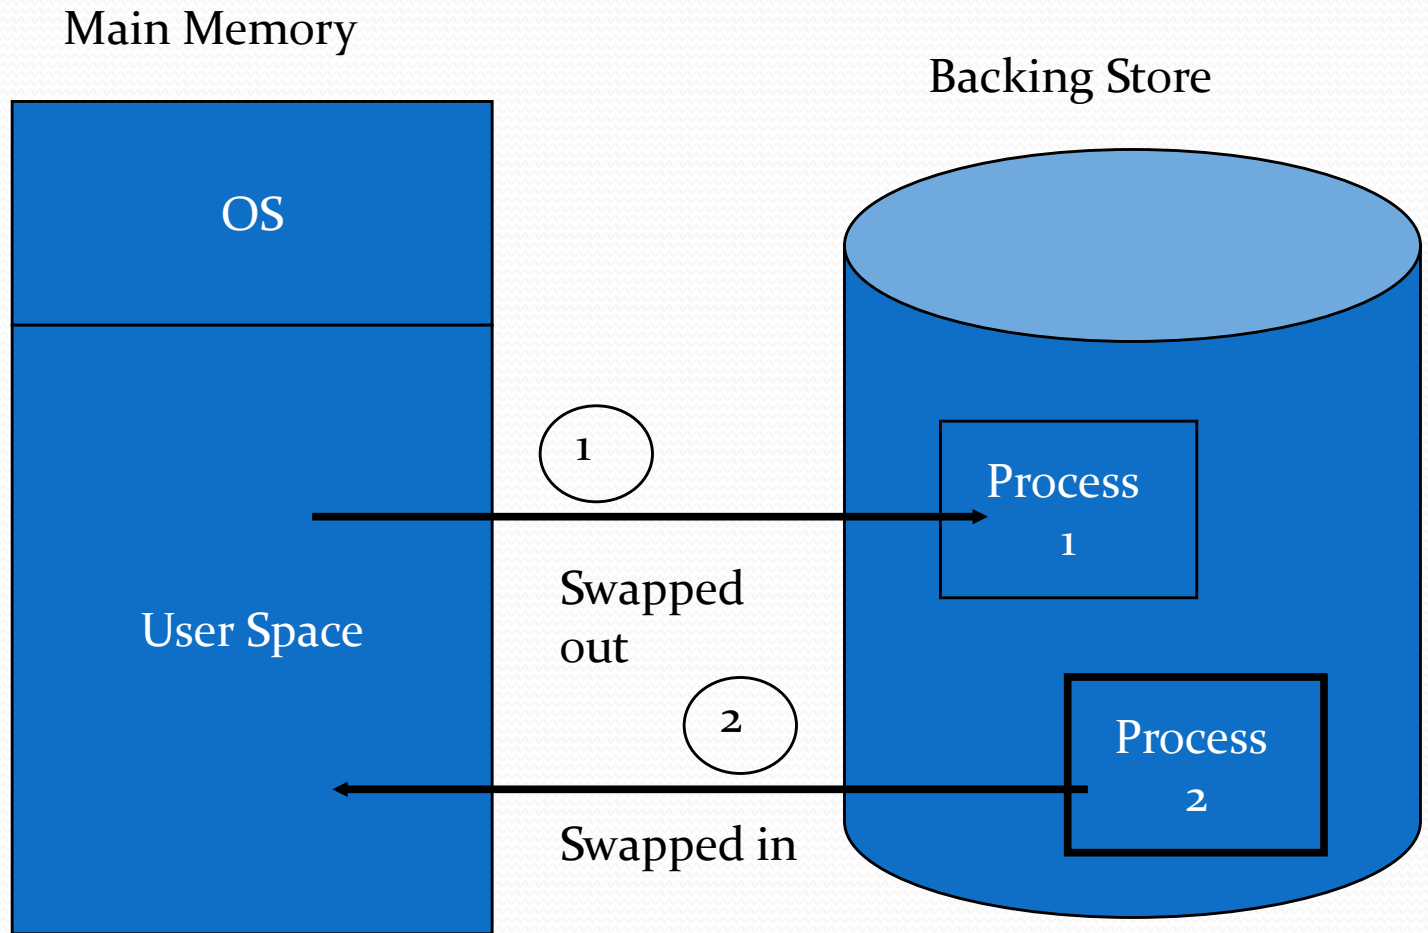 Main Memory
Backing Store
OS
1
Process
1
Swapped
out
User Space
2
Process
2
Swapped in